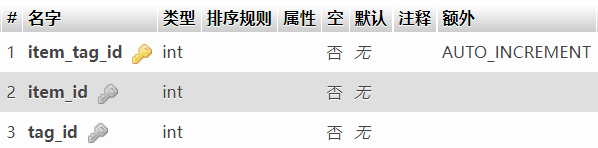 # 名字 类型 排序规则 属性 空 默认 注释 额外
1 item_tag_id int 否 无 AUTO_INCREMENT
2 item_id int 否 无
3 tag_id int 否 无